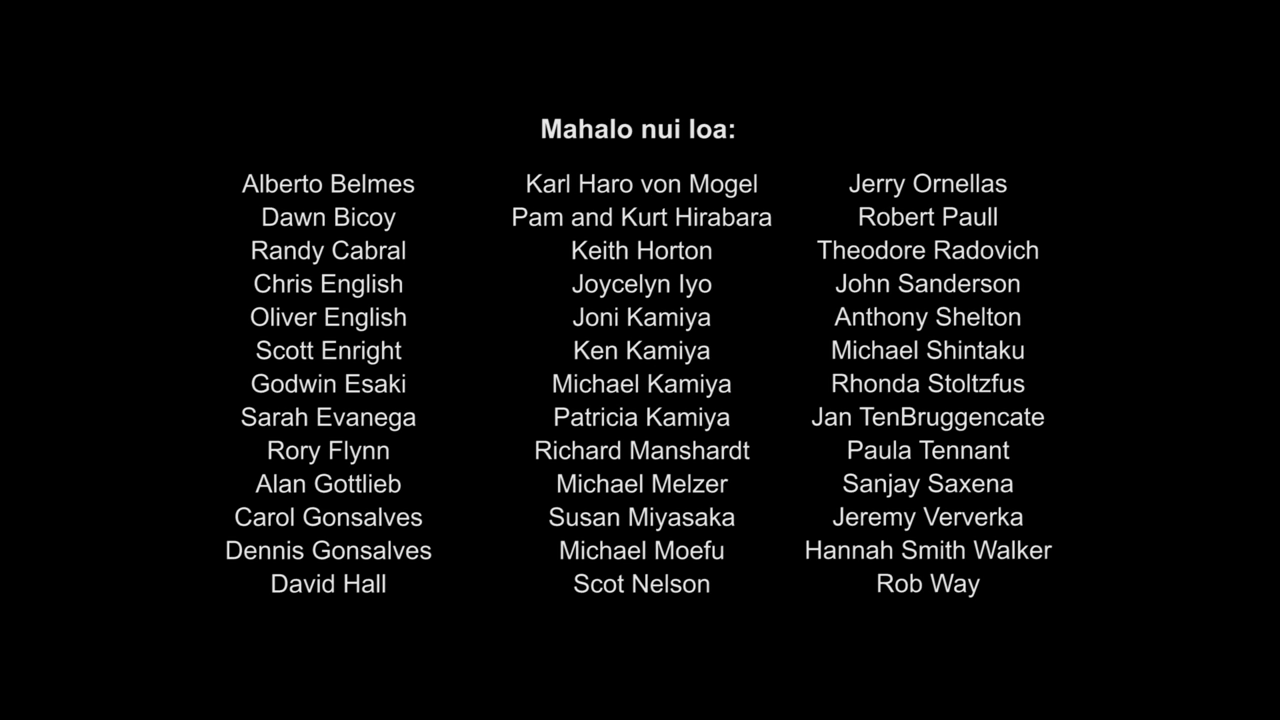 Mahalo nui loa:
Alberto Belmes
Dawn Bicoy
Randy Cabral
Chris English
Oliver English
Scott Enright
Godwin Esaki
Sarah Evanega
Rory Flynn
Alan Gottlieb
Carol Gonsalves
Dennis Gonsalves
David Hall
Karl Haro von Mogel
Pam and Kurt Hirabara
Keith Horton
Joycelyn Iyo
Joni Kamiya
Ken Kamiya
Michael Kamiya
Patricia Kamiya
Richard Manshardt
Michael Melzer
Susan Miyasaka
Michael Moefu
Scot Nelson
Jerry Ornellas
Robert Paull
Theodore Radovich
John Sanderson
Anthony Shelton
Michael Shintaku
Rhonda Stoltzfus
Jan TenBruggencate
Paula Tennant
Sanjay Saxena
Jeremy Ververka
Hannah Smith Walker
Rob Way